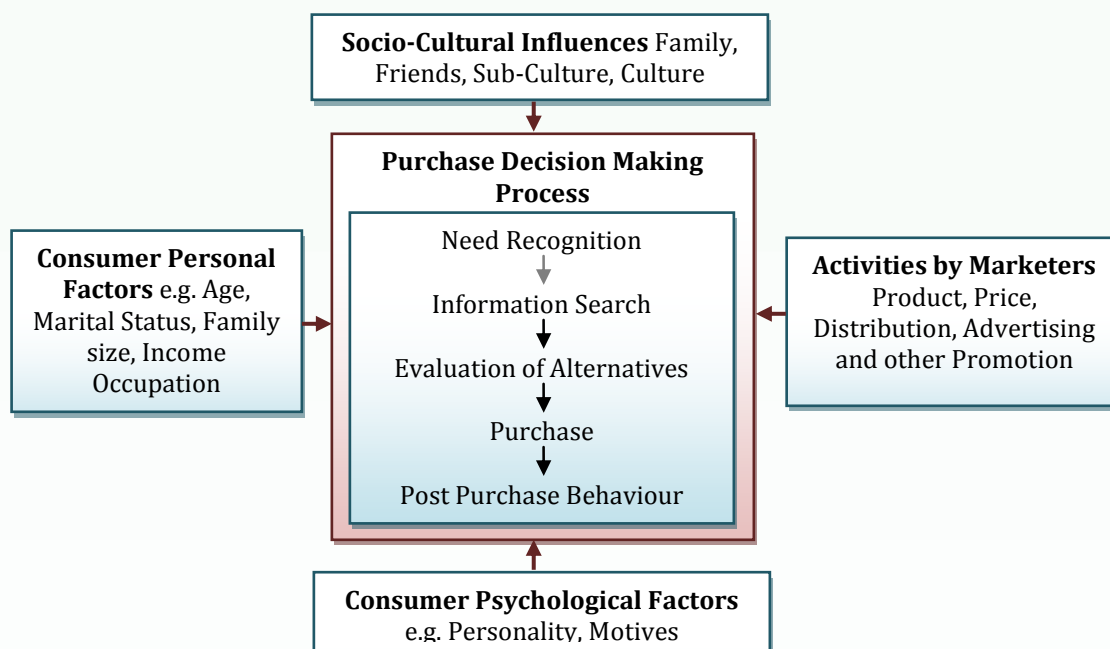 Socio-Cultural Influences Family,
Friends, Sub-Culture, Culture
Purchase Decision Making
Process
Need Recognition
Information Search
Evaluation of Alternatives
Purchase
Post Purchase Behaviour
Consumer Personal
Factors e.g. Age,
Marital Status, Family
size, Income
Occupation
Activities by Marketers
Product, Price,
Distribution, Advertising
and other Promotion
Consumer Psychological Factors
e.g. Personality, Motives